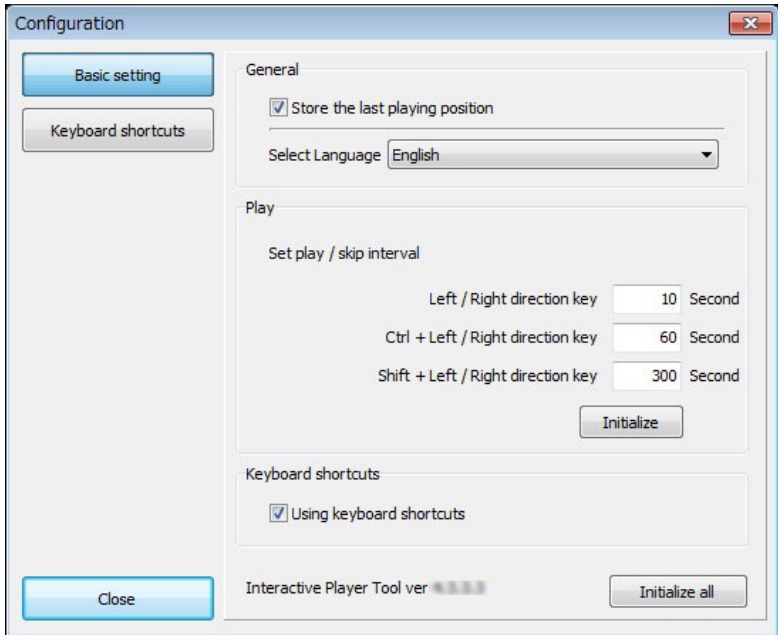 Configuration
Basic setting
Keyboard shortcuts
General
Store the last playing position
Select Language English
Play
Set play / skip interval
Left / Right direction key 10 Second
Ctrl + Left / Right direction key 60 Second
Shift + Left / Right direction key 300 Second
Initialize
Keyboard shortcuts
Using keyboard shortcuts
Interactive Player Tool ver
Initialize all
Close